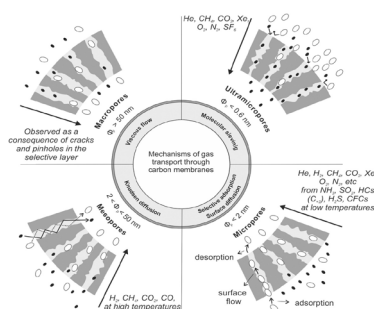 He, CH₄, CO₂, Xe,
O₂, N₂, SF₆
Macropores
Φₚ > 50 nm
Ultramicropores
Φₚ < 0.6 nm
Viscous flow
Molecular sieving
Observed as a
consequence of cracks
and pinholes in the
selective layer
Mechanisms of gas
transport through
carbon membranes
Knudsen diffusion
Selective adsorption
Surface diffusion
Mesopores
2 < Φₚ < 50 nm
Micropores
Φₚ < 2 nm
He, H₂, CH₄, CO₂, Xe
O₂, N₂, etc
from NH₃, SO₂, HCs
H₂S, CFCs
at low temperatures
desorption
surface
flow
adsorption
H₂, CH₄, CO₂, CO,
at high temperatures